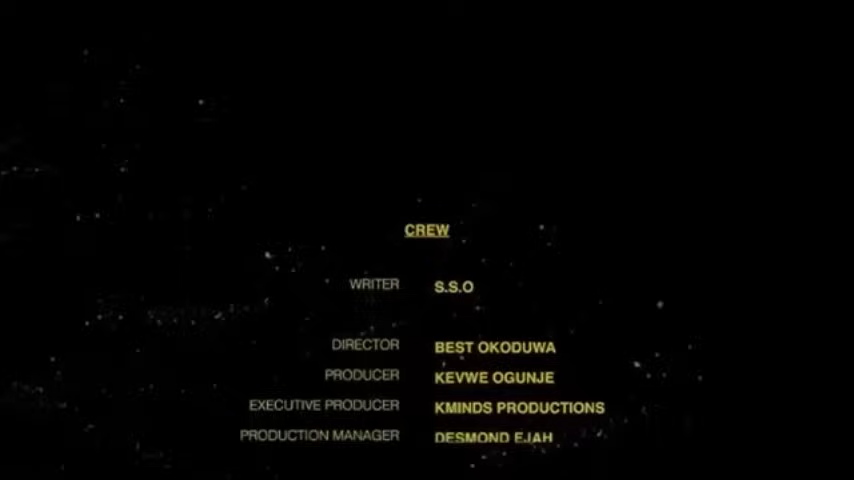 CREW
WRITER S.S.O
DIRECTOR BEST OKODUWA
PRODUCER KEVWE OGUNJE
EXECUTIVE PRODUCER KMINDS PRODUCTIONS
PRODUCTION MANAGER DESMOND EJAH